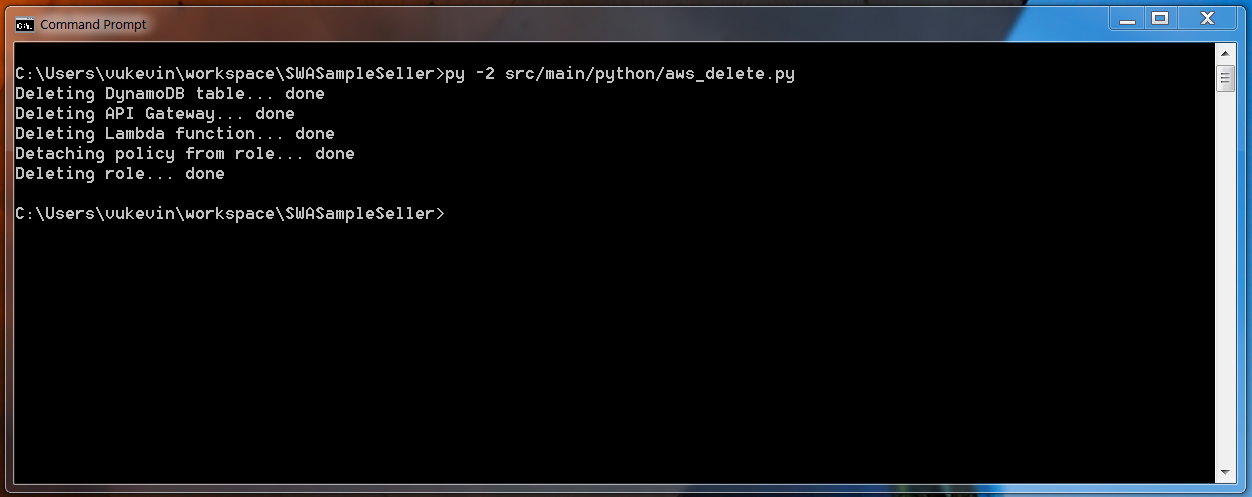 Command Prompt
C:\Users\vukevin\workspace\SWASampleSeller>py -2 src/main/python/aws_delete.py
Deleting DynamoDB table... done
Deleting API Gateway... done
Deleting Lambda function... done
Detaching policy from role... done
Deleting role... done
C:\Users\vukevin\workspace\SWASampleSeller>